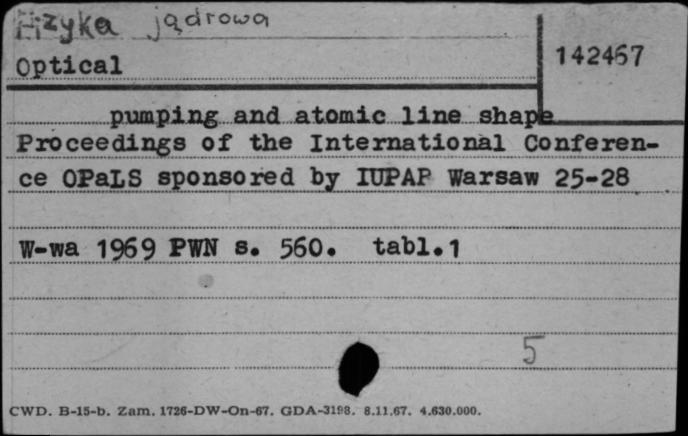 Fizyka jądrowa
142467
Optical
pumping and atomic line shape
Proceedings of the International Conferen-
ce OPaLS sponsored by IUPAP Warsaw 25-28
W-wa 1969 PWN s. 560. tabl.1
5
CWD. B-15-b. Zam. 1726-DW-On-67. GDA-3198. 8.11.67. 4.630.000.